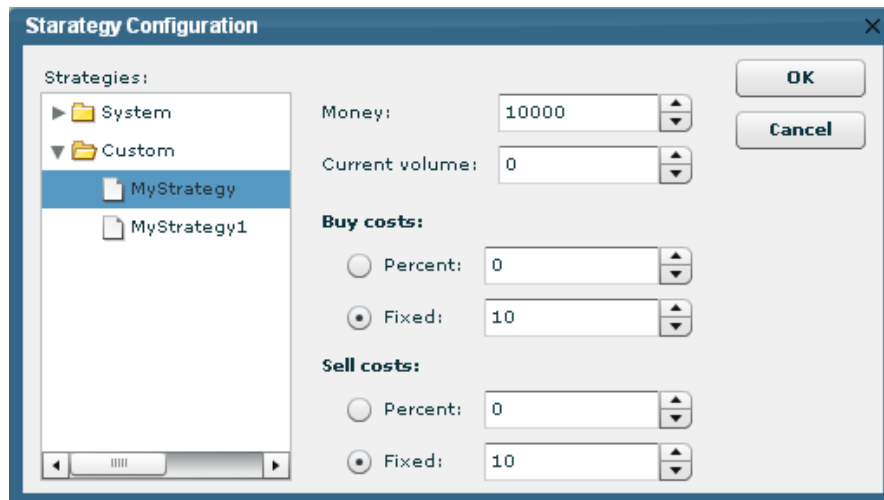 Starategy Configuration
Strategies:
System
Custom
MyStrategy
MyStrategy1
Money: 10000
Current volume: 0
Buy costs:
Percent: 0
Fixed: 10
Sell costs:
Percent: 0
Fixed: 10
OK
Cancel